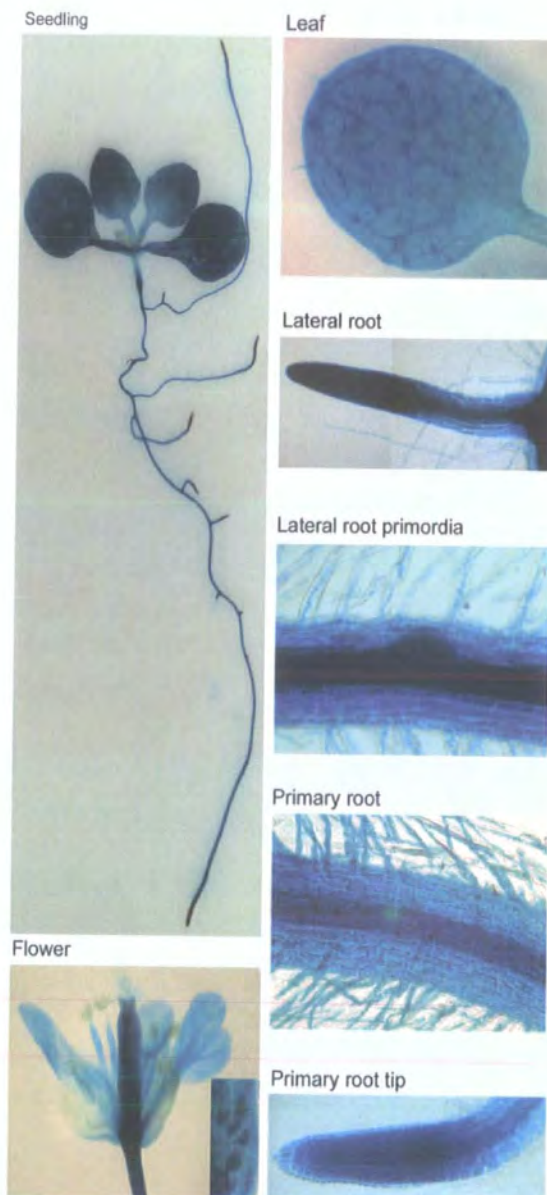 Seedling
Leaf
Lateral root
Lateral root primordia
Primary root
Flower
Primary root tip